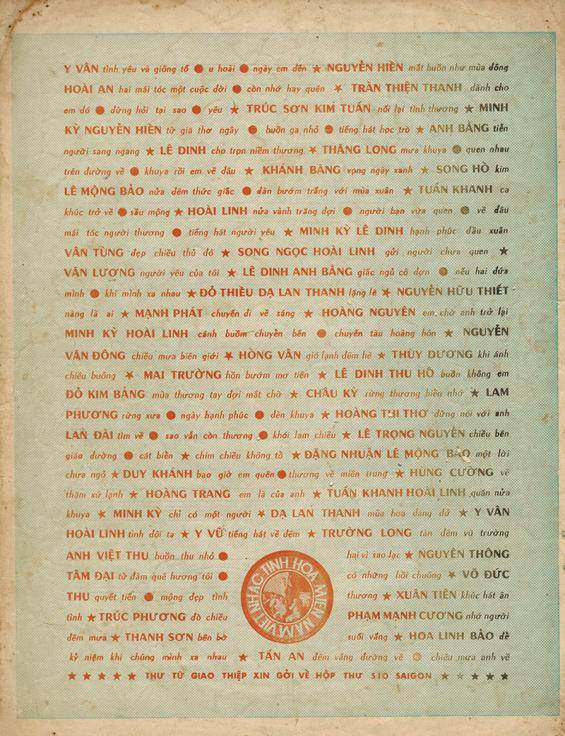 Y VÂN tình yêu và giông tố ● u hoài ● ngày em đến ★ NGUYỄN HIỀN mắt buồn như mùa đông
HOÀI AN hai mái tóc một cuộc đời ● còn nhớ hay quên ★ TRẦN THIỆN THANH dành cho
em đó ● đừng hỏi tại sao ● yêu ★ TRÚC SƠN KIM TUẤN nối lại tình thương ★ MINH
KỲ NGUYỄN HIỀN từ giã thơ ngây ● buồn ga nhỏ ● tiếng hát học trò ★ ANH BẰNG tiễn
người sang ngang ★ LÊ DINH cho trọn niềm thương ★ THĂNG LONG mưa khuya ● quen nhau
trên đường về ● khuya rồi em về đâu ★ KHÁNH BĂNG vọng ngày xanh ★ SONG HỒ kim
LÊ MỘNG BẢO nửa đêm thức giấc ● đàn bướm trắng với mùa xuân ★ TUẤN KHANH ca
khúc trở về ● sầu mộng ★ HOÀI LINH nửa vành trăng đợi ● người bạn vừa quen ● về đâu
mái tóc người thương ● tiếng hát người yêu ★ MINH KỲ LÊ DINH hạnh phúc đầu xuân
VĂN TÙNG đẹp chiều thủ đô ★ SONG NGỌC HOÀI LINH gởi người chưa quen ★
VĂN LƯƠNG người yêu của tôi ★ LÊ DINH ANH BẰNG giấc ngủ cô đơn ● nếu hai đứa
mình ● khi mình xa nhau ★ ĐỖ THIỀU DẠ LAN THANH lặng lẽ ★ NGUYỄN HỮU THIẾT
nàng là ai ★ MẠNH PHÁT chuyến đi về sáng ★ HOÀNG NGUYÊN em chờ anh trở lại
MINH KỲ HOÀI LINH cánh buồm chuyển bến ● chuyến tàu hoàng hôn ★ NGUYỄN
VĂN ĐÔNG chiều mưa biên giới ★ HỒNG VÂN gió lạnh đêm hè ★ THÙY DƯƠNG khi ánh
chiều buông ★ MAI TRƯỜNG hồn bướm mơ tiên ★ LÊ DINH THU HỒ buồn không em
ĐỖ KIM BẢNG mùa thương tay đợi mắt chờ ★ CHÂU KỲ rừng thương biển nhớ ★ LAM
PHƯƠNG rừng xưa ● ngày hạnh phúc ● đèn khuya ★ HOÀNG THI THƠ đừng nói với anh
LAN ĐÀI tìm về ● sao vẫn còn thương ● khói lam chiều ★ LÊ TRỌNG NGUYỄN chiều bên
giáo đường ● cát biển ★ chim chiều không tổ ★ ĐẶNG NHUẬN LÊ MỘNG BẢO một lời
chưa ngỏ ★ DUY KHÁNH bao giờ em quên ● thương về miền trung ★ HÙNG CƯỜNG về
thăm xứ lạnh ★ HOÀNG TRANG em là của anh ★ TUẤN KHANH HOÀI LINH quán nửa
khuya ★ MINH KỲ chỉ có một người ★ DẠ LAN THANH mùa hoa dang dở ★ Y VÂN
HOÀI LINH tình đôi ta ★ Y VŨ tiếng hát về đêm ★ TRƯỜNG LONG tan đêm vũ trường
ANH VIỆT THU buồn thu nhỏ ● hai vì sao lạc ★ NGUYÊN THÔNG
TÂM ĐẠI từ đàm quê hương tôi ● có những hồi chuông ★ VÕ ĐỨC
THU quyết tiến ● mộng đẹp tình thương ★ XUÂN TIÊN khúc hát ân
tình ★ TRÚC PHƯƠNG đò chiều PHẠM MẠNH CƯƠNG nhớ người
đêm mưa ★ THANH SƠN bên bờ suối vắng ★ HOA LINH BẢO để
kỷ niệm khi chúng mình xa nhau ★ TẤN AN đêm vắng đường về ● chiều mưa anh về
TINH HOA MIỀN NAM VIỆT NHẠC
★ ★ ★ ★ ★ THƯ TỪ GIAO THIỆP XIN GỞI VỀ HỘP THƯ 510 SAIGON ★ ★ ★ ★ ★